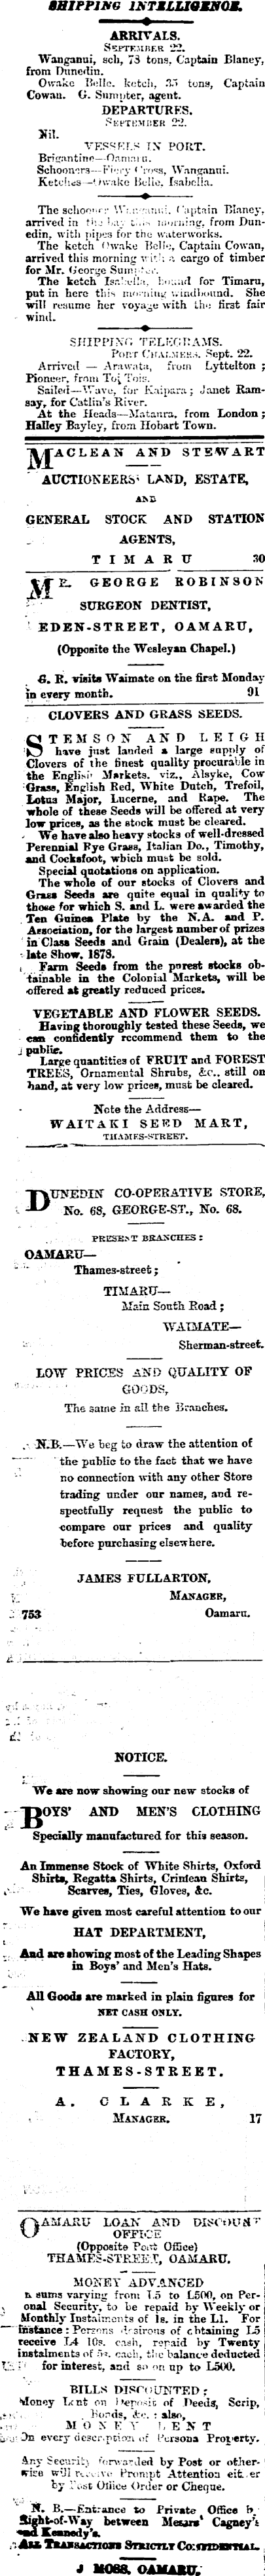 SHIPPING INTELLIGENCE.
ARRIVALS.
SEPTEMBER 22.
Wanganui, sch, 73 tons, Captain Blaney,
from Dunedin.
Owake Belle, ketch, 35 tons, Captain
Cowan. G. Sumpter, agent.
DEPARTURES.
SEPTEMBER 22.
Nil.
VESSELS IN PORT.
Brigantine—Oamaru.
Schooners—Fiery Cross, Wanganui.
Ketches—Owake Belle, Isabella.
The schooner Wanganui, Captain Blaney,
arrived in the bay this morning, from Dun-
edin, with pipes for the waterworks.
The ketch Owake Belle, Captain Cowan,
arrived this morning with a cargo of timber
for Mr. George Sumpter.
The ketch Isabella, bound for Timaru,
put in here this morning windbound. She
will resume her voyage with the first fair
wind.
SHIPPING TELEGRAMS.
PORT CHALMERS, Sept. 22.
Arrived — Arawata, from Lyttelton ;
Pioneer, from Toi Tois.
Sailed—Wave, for Kaipara ; Janet Ram-
say, for Catlin's River.
At the Heads—Mataura, from London ;
Halley Bayley, from Hobart Town.
MACLEAN AND STEWART
AUCTIONEERS, LAND, ESTATE,
AND
GENERAL STOCK AND STATION
AGENTS,
TIMARU 30
MR. GEORGE ROBINSON
SURGEON DENTIST,
EDEN-STREET, OAMARU,
(Opposite the Wesleyan Chapel.)
G. R. visits Waimate on the first Monday
in every month. 91
CLOVERS AND GRASS SEEDS.
STEMSON AND LEIGH
have just landed a large supply of
Clovers of the finest quality procurable in
the English Markets, viz., Alsyke, Cow
Grass, English Red, White Dutch, Trefoil,
Lotus Major, Lucerne, and Rape. The
whole of these Seeds will be offered at very
low prices, as the stock must be cleared.
We have also heavy stocks of well-dressed
Perennial Rye Grass, Italian Do., Timothy,
and Cocksfoot, which must be sold.
Special quotations on application.
The whole of our stocks of Clovers and
Grass Seeds are quite equal in quality to
those for which S. and L. were awarded the
Ten Guinea Plate by the N.A. and P.
Association, for the largest number of prizes
in Class Seeds and Grain (Dealers), at the
late Show, 1878.
Farm Seeds from the purest stocks ob-
tainable in the Colonial Markets, will be
offered at greatly reduced prices.
VEGETABLE AND FLOWER SEEDS.
Having thoroughly tested these Seeds, we
can confidently recommend them to the
public.
Large quantities of FRUIT and FOREST
TREES, Ornamental Shrubs, &c., still on
hand, at very low prices, must be cleared.
Note the Address—
WAITAKI SEED MART,
THAMES-STREET.
DUNEDIN CO-OPERATIVE STORE,
No. 68, GEORGE-ST., No. 68.
PRESENT BRANCHES :
OAMARU—
Thames-street ;
TIMARU—
Main South Road ;
WAIMATE—
Sherman-street.
LOW PRICES AND QUALITY OF
GOODS,
The same in all the Branches.
N.B.—We beg to draw the attention of
the public to the fact that we have
no connection with any other Store
trading under our names, and re-
spectfully request the public to
compare our prices and quality
before purchasing elsewhere.
JAMES FULLARTON,
MANAGER,
753 Oamaru.
NOTICE.
We are now showing our new stocks of
BOYS' AND MEN'S CLOTHING
Specially manufactured for this season.
An Immense Stock of White Shirts, Oxford
Shirts, Regatta Shirts, Crimean Shirts,
Scarves, Ties, Gloves, &c.
We have given most careful attention to our
HAT DEPARTMENT,
And are showing most of the Leading Shapes
in Boys' and Men's Hats.
All Goods are marked in plain figures for
NET CASH ONLY.
NEW ZEALAND CLOTHING
FACTORY,
THAMES-STREET.
A. CLARKE,
MANAGER. 17
OAMARU LOAN AND DISCOUNT
OFFICE
(Opposite Post Office)
THAMES-STREET, OAMARU.
MONEY ADVANCED
sums varying from L5 to L500, on Per-
onal Security, to be repaid by Weekly or
Monthly Instalments of 1s. in the L1. For
instance : Persons desirous of obtaining L5
receive L4 10s. cash, repaid by Twenty
instalments of 5s. each, the balance deducted
for interest, and so on up to L500.
BILLS DISCOUNTED ;
Money Lent on Deposit of Deeds, Scrip,
Bonds, &c. ; also,
MONEY LENT
On every description of Persona Property.
Any Security forwarded by Post or other-
wise will receive Prompt Attention either
by Post Office Order or Cheque.
N. B.—Entrance to Private Office by
Right-of-Way between Messrs Cagney's
and Kennedy's.
ALL TRANSACTIONS STRICTLY CONFIDENTIAL.
J MOSS, OAMARU.